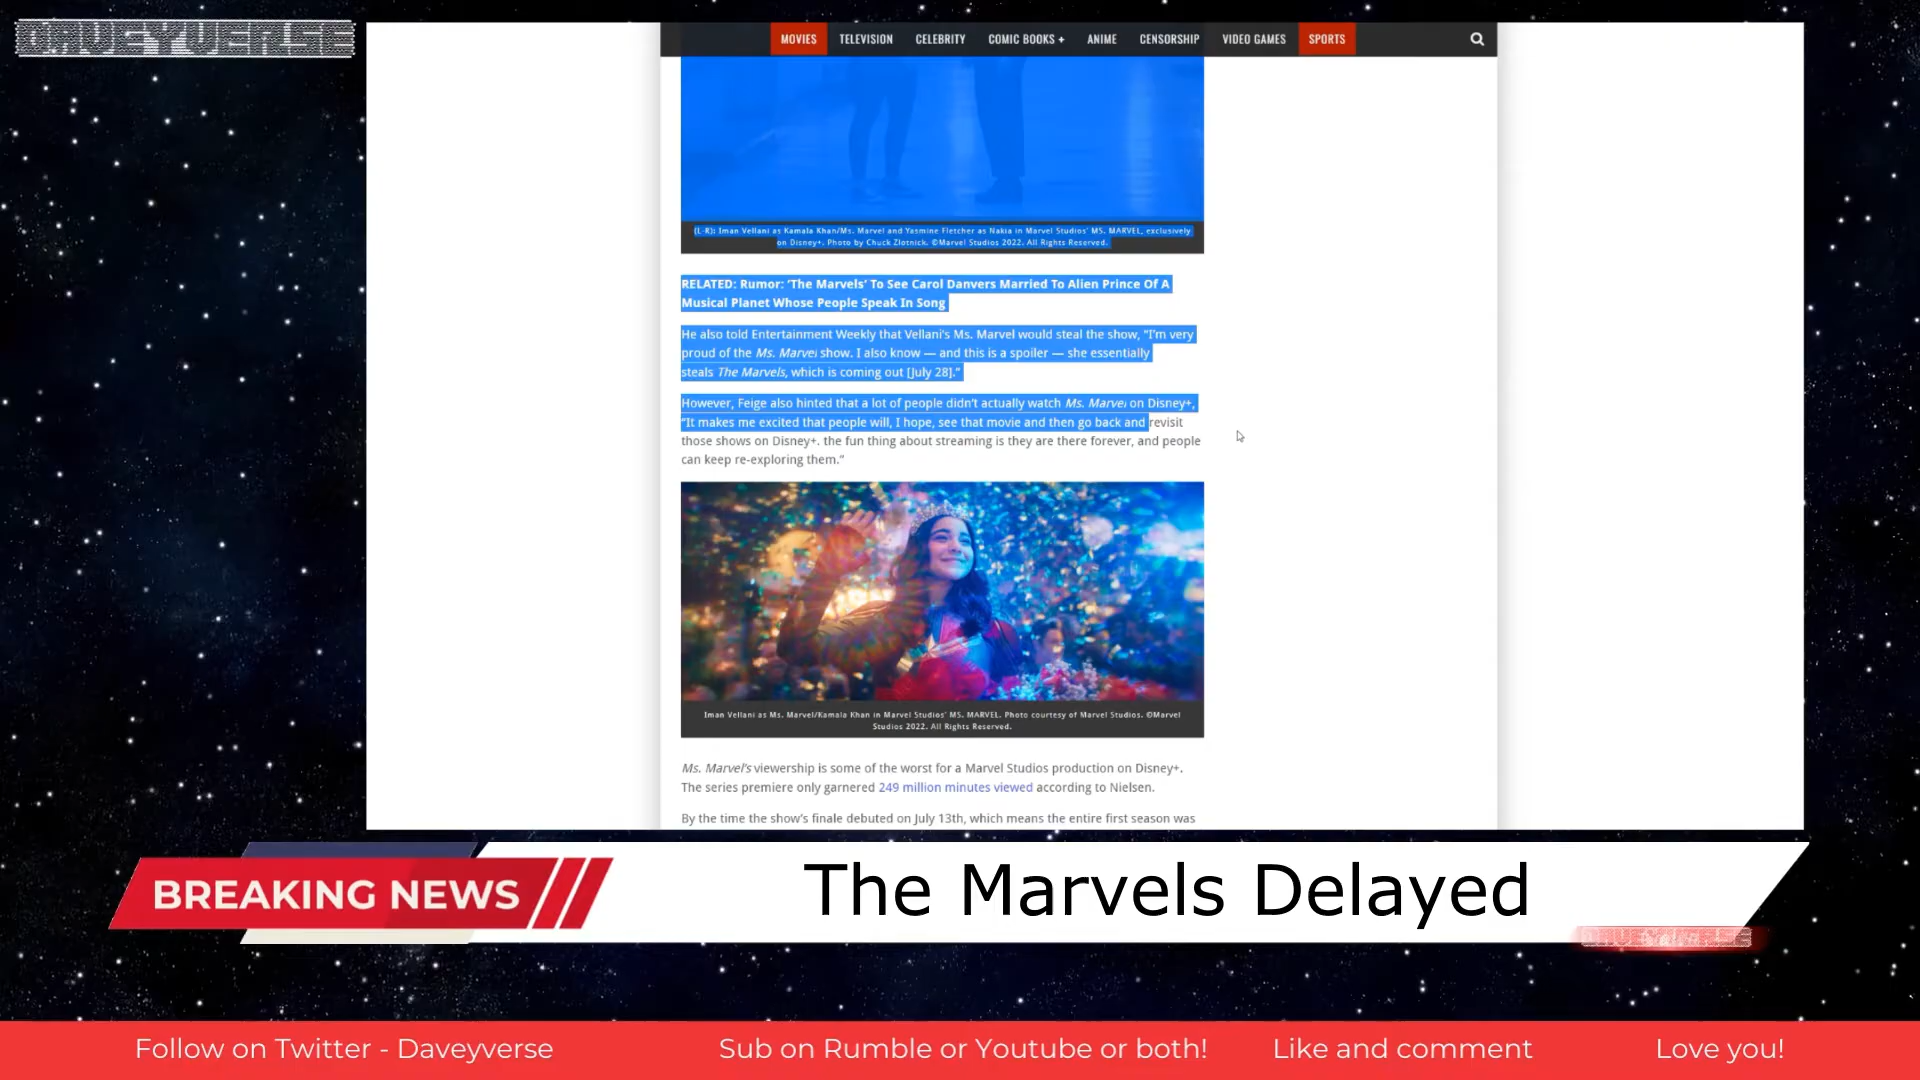 DAVEYVERSE
MOVIES TELEVISION CELEBRITY COMIC BOOKS + ANIME CENSORSHIP VIDEO GAMES SPORTS
(L-R): Iman Vellani as Kamala Khan/Ms. Marvel and Yasmine Fletcher as Nakia in Marvel Studios' MS. MARVEL, exclusively
on Disney+. Photo by Chuck Zlotnick. ©Marvel Studios 2022. All Rights Reserved.
RELATED: Rumor: ‘The Marvels’ To See Carol Danvers Married To Alien Prince Of A
Musical Planet Whose People Speak In Song
He also told Entertainment Weekly that Vellani’s Ms. Marvel would steal the show, “I’m very
proud of the Ms. Marvel show. I also know — and this is a spoiler — she essentially
steals The Marvels, which is coming out [July 28].”
However, Feige also hinted that a lot of people didn’t actually watch Ms. Marvel on Disney+,
“It makes me excited that people will, I hope, see that movie and then go back and revisit
those shows on Disney+. the fun thing about streaming is they are there forever, and people
can keep re-exploring them.”
Iman Vellani as Ms. Marvel/Kamala Khan in Marvel Studios' MS. MARVEL. Photo courtesy of Marvel Studios. ©Marvel
Studios 2022. All Rights Reserved.
Ms. Marvel’s viewership is some of the worst for a Marvel Studios production on Disney+.
The series premiere only garnered 249 million minutes viewed according to Nielsen.
By the time the show’s finale debuted on July 13th, which means the entire first season was
BREAKING NEWS
The Marvels Delayed
DAVEYVERSE
Follow on Twitter - Daveyverse Sub on Rumble or Youtube or both! Like and comment Love you!